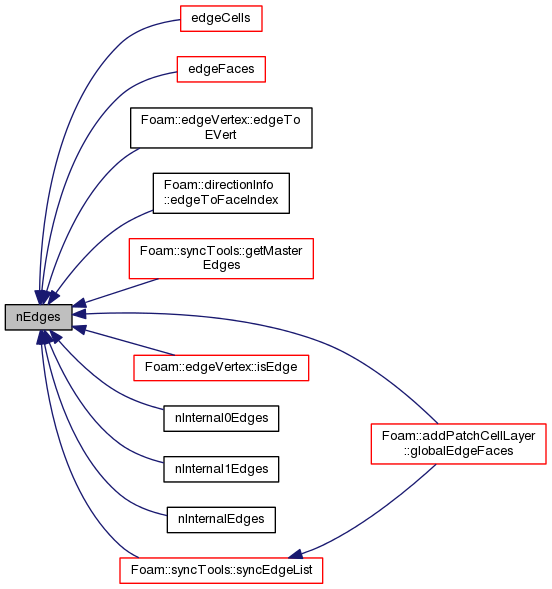 edgeCells
edgeFaces
Foam::edgeVertex::edgeTo
EVert
Foam::directionInfo
::edgeToFaceIndex
Foam::syncTools::getMaster
Edges
nEdges
Foam::edgeVertex::isEdge
nInternal0Edges
Foam::addPatchCellLayer
::globalEdgeFaces
nInternal1Edges
nInternalEdges
Foam::syncTools::syncEdgeList